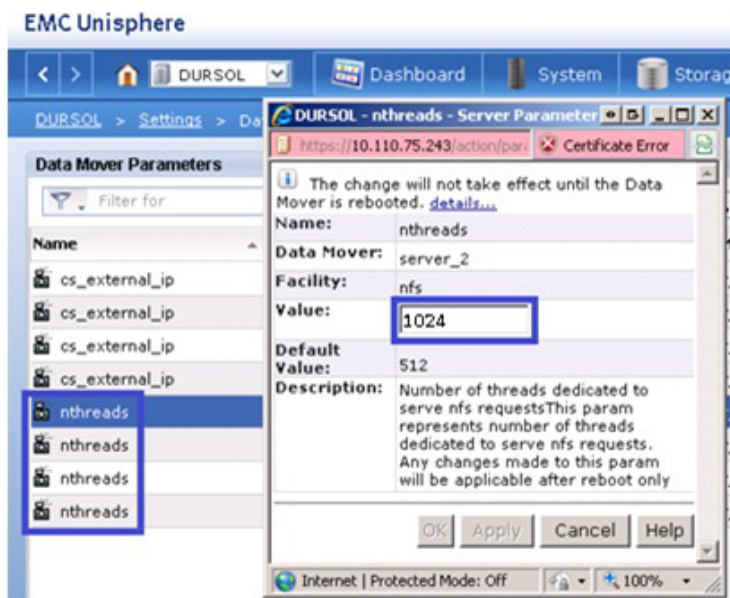 EMC Unisphere
DURSOL
Dashboard
System
Storag
DURSOL > Settings > Da
Data Mover Parameters
Filter for
Name
cs_external_ip
cs_external_ip
cs_external_ip
cs_external_ip
nthreads
nthreads
nthreads
nthreads
DURSOL - nthreads - Server Parameter
https://10.110.75.243/action/para
Certificate Error
The change will not take effect until the Data
Mover is rebooted. details...
Name: nthreads
Data Mover: server_2
Facility: nfs
Value: 1024
Default
Value: 512
Description: Number of threads dedicated to
serve nfs requestsThis param
represents number of threads
dedicated to serve nfs requests.
Any changes made to this param
will be applicable after reboot only
OK Apply Cancel Help
Internet | Protected Mode: Off
100%